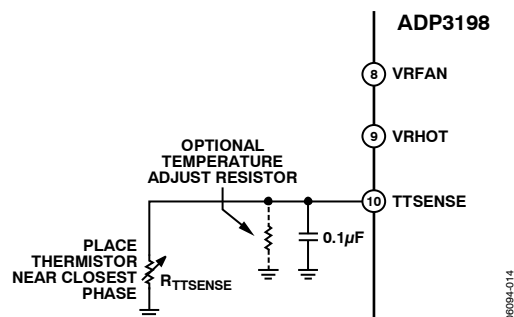 ADP3198
8 VRFAN
9 VRHOT
OPTIONAL
TEMPERATURE
ADJUST RESISTOR
10 TTSENSE
0.1µF
PLACE
THERMISTOR
NEAR CLOSEST
PHASE
RTTSENSE
06094-014